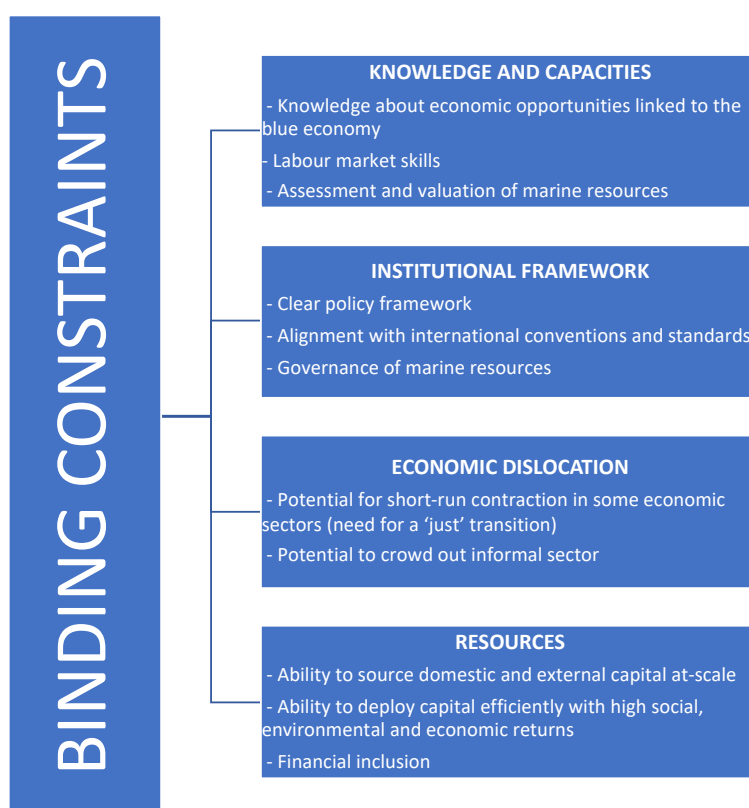 BINDING CONSTRAINTS
KNOWLEDGE AND CAPACITIES
- Knowledge about economic opportunities linked to the
blue economy
- Labour market skills
- Assessment and valuation of marine resources
INSTITUTIONAL FRAMEWORK
- Clear policy framework
- Alignment with international conventions and standards
- Governance of marine resources
ECONOMIC DISLOCATION
- Potential for short-run contraction in some economic
sectors (need for a ‘just’ transition)
- Potential to crowd out informal sector
RESOURCES
- Ability to source domestic and external capital at-scale
- Ability to deploy capital efficiently with high social,
environmental and economic returns
- Financial inclusion